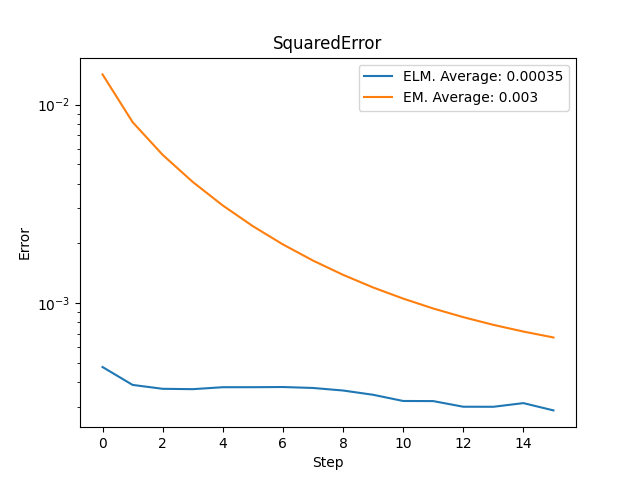 SquaredError
ELM. Average: 0.00035
EM. Average: 0.003
10⁻²
10⁻³
Error
0 2 4 6 8 10 12 14
Step